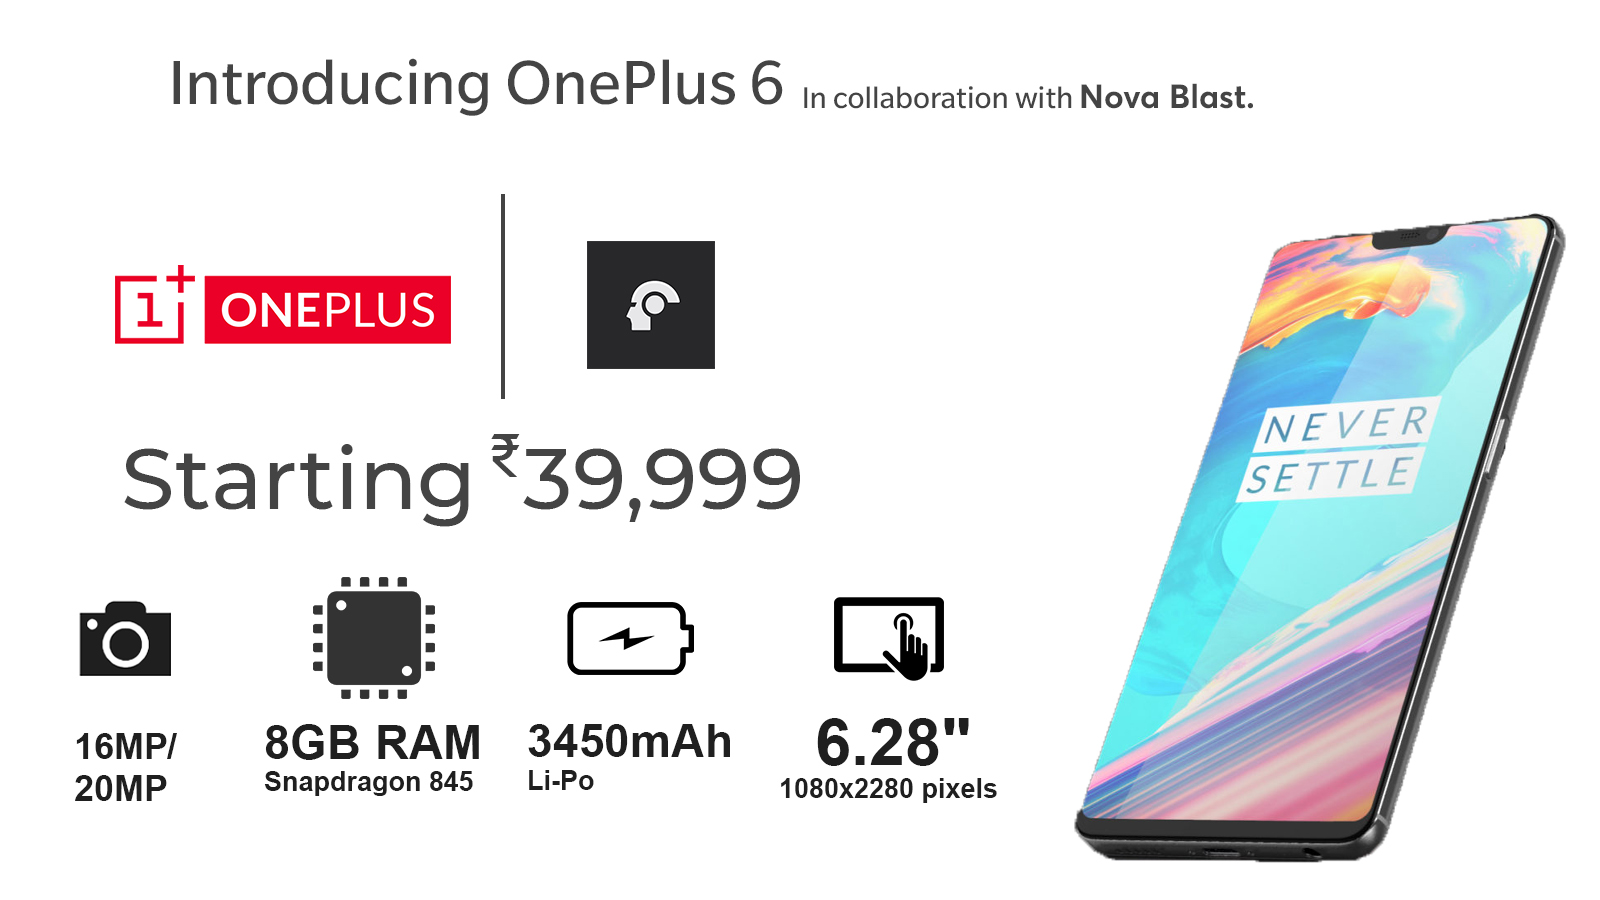 Introducing OnePlus 6 In collaboration with Nova Blast.
1+ ONEPLUS
Starting ₹39,999
NEVER
SETTLE
16MP/
20MP
8GB RAM
Snapdragon 845
3450mAh
Li-Po
6.28"
1080x2280 pixels